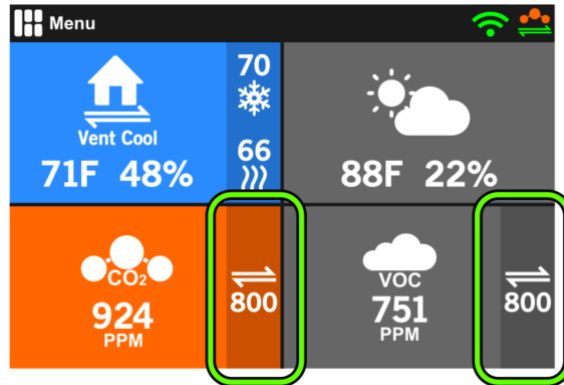 Menu
Vent Cool
71F 48%
70
66
88F 22%
CO₂
924
PPM
800
VOC
751
PPM
800